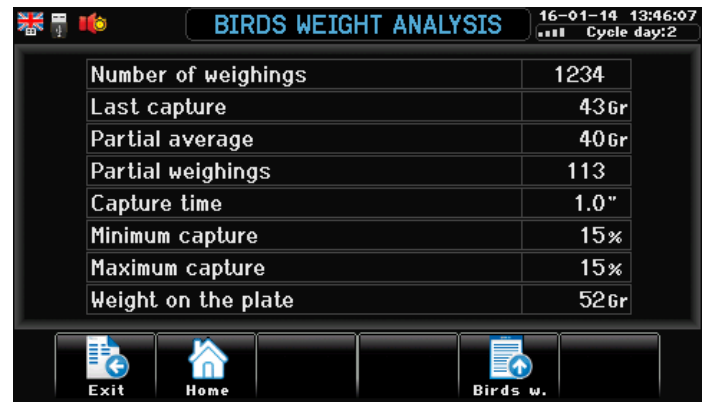 BIRDS WEIGHT ANALYSIS
16-01-14 13:46:07
Cycle day:2
Number of weighings 1234
Last capture 43Gr
Partial average 40Gr
Partial weighings 113
Capture time 1.0"
Minimum capture 15%
Maximum capture 15%
Weight on the plate 52Gr
Exit Home Birds w.